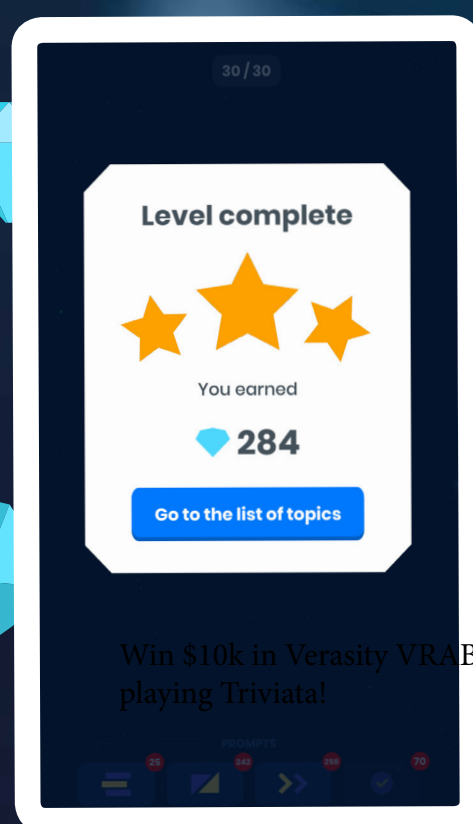 30 / 30
Level complete
You earned
284
Go to the list of topics
Win $10k in Verasity VRAB
playing Triviata!
PROMPTS
25 242 255 70